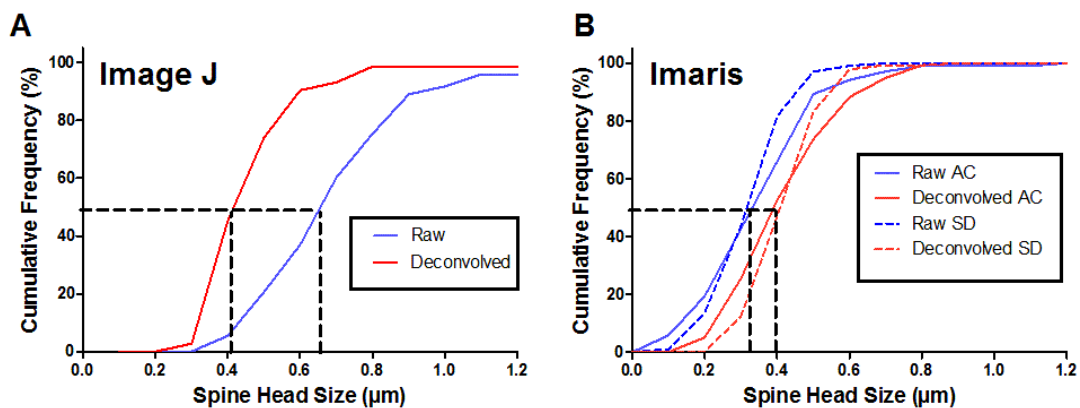 A
Image J
Cumulative Frequency (%)
100
80
60
40
20
0
0.0 0.2 0.4 0.6 0.8 1.0 1.2
Spine Head Size (µm)
Raw
Deconvolved
B
Imaris
Cumulative Frequency (%)
100
80
60
40
20
0
0.0 0.2 0.4 0.6 0.8 1.0 1.2
Spine Head Size (µm)
Raw AC
Deconvolved AC
Raw SD
Deconvolved SD